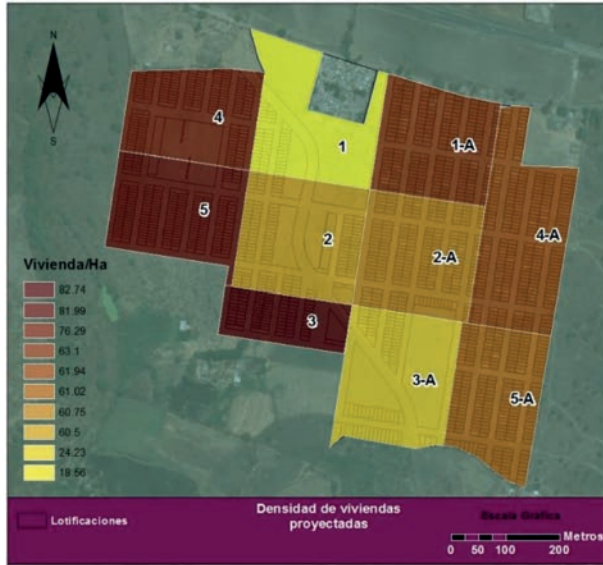 N
S
4
1
1-A
5
2
2-A
4-A
3
3-A
5-A
Vivienda/Ha
82.74
81.99
76.29
63.1
61.94
61.02
60.75
60.5
24.23
18.56
Lotificaciones
Densidad de viviendas
proyectadas
Escala Gráfica
Metros
0 50 100 200